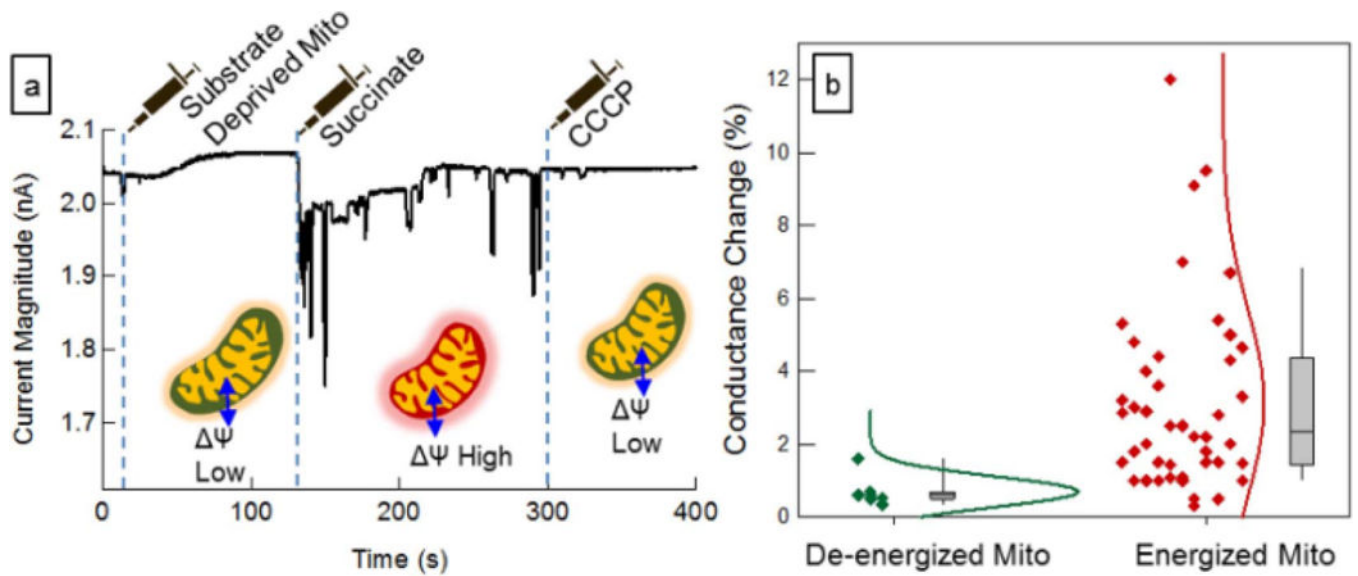 a
Substrate
Deprived Mito
Succinate
CCCP
Current Magnitude (nA)
2.1
2.0
1.9
1.8
1.7
ΔΨ
Low
ΔΨ High
ΔΨ
Low
0
100
200
300
400
Time (s)
b
Conductance Change (%)
12
10
8
6
4
2
0
De-energized Mito
Energized Mito